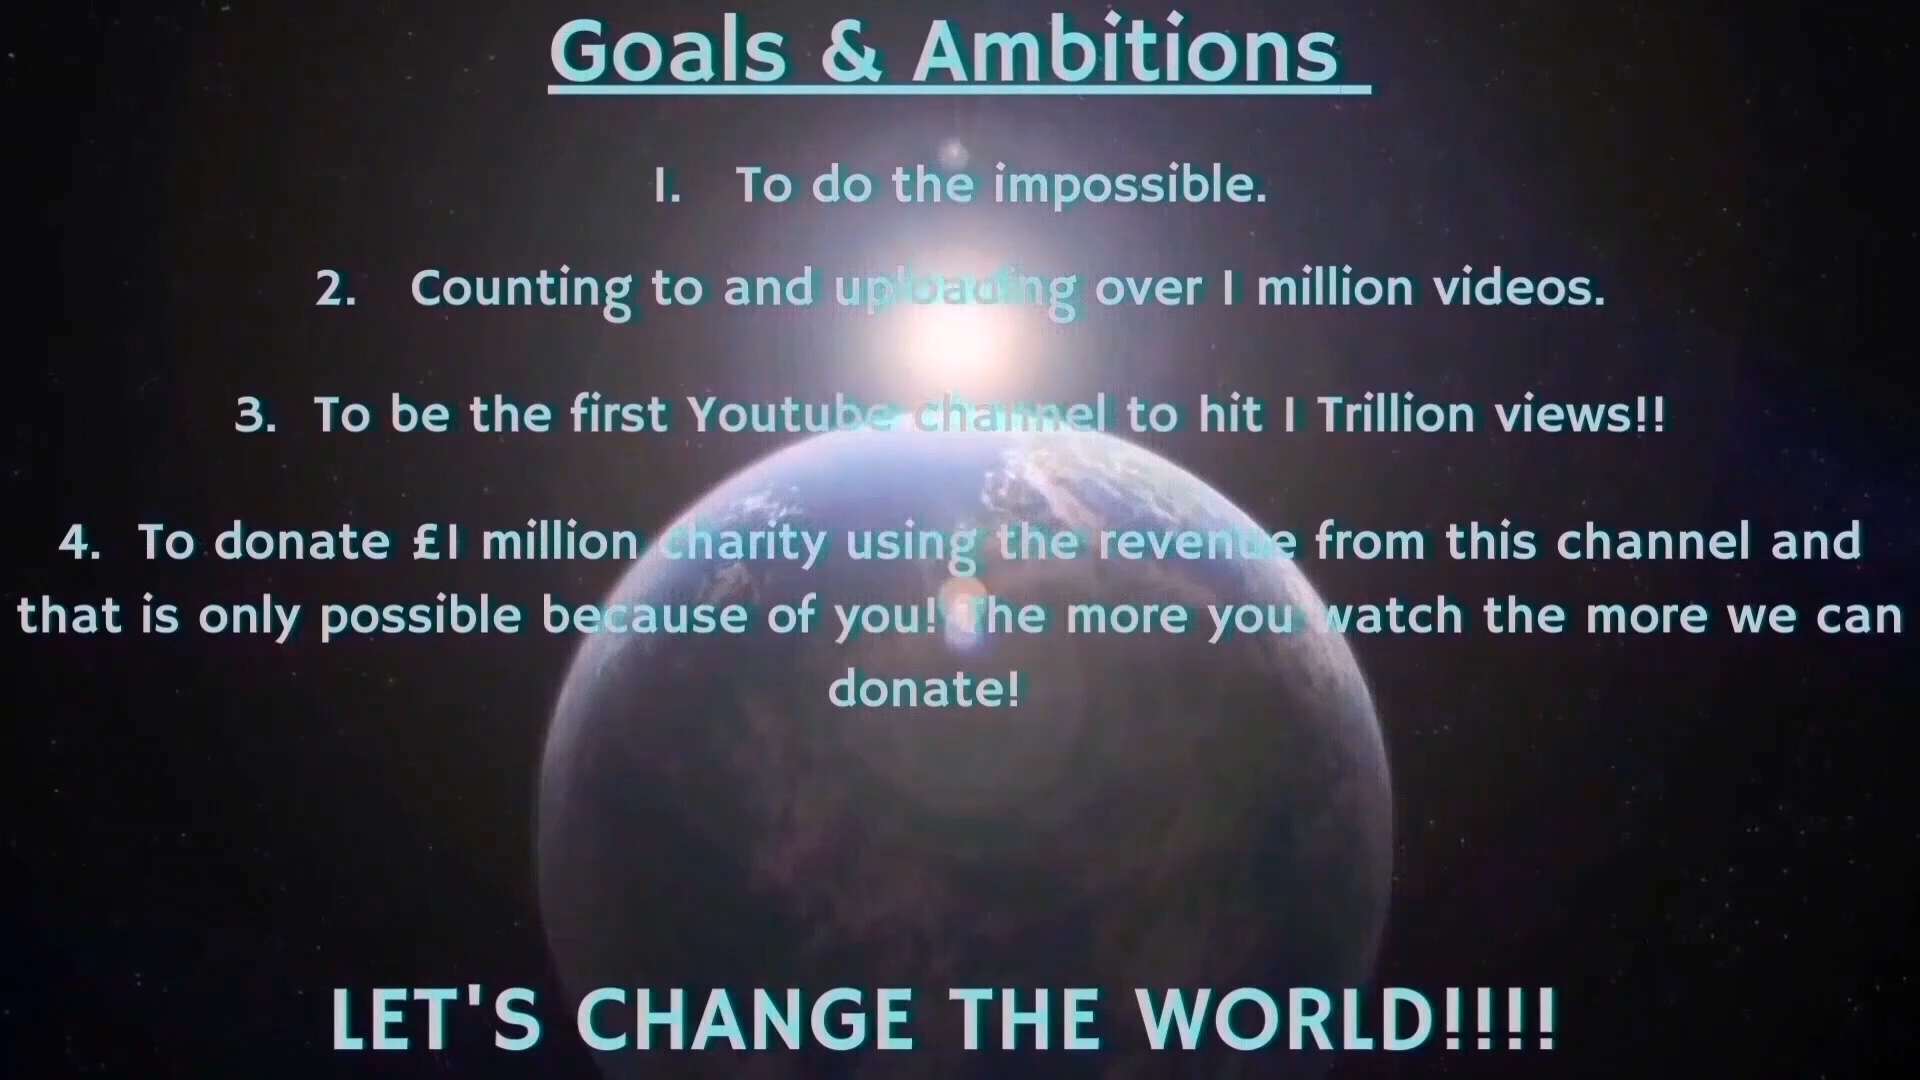 Goals & Ambitions
1. To do the impossible.
2. Counting to and uploading over 1 million videos.
3. To be the first Youtube channel to hit 1 Trillion views!!
4. To donate £1 million charity using the revenue from this channel and
that is only possible because of you! The more you watch the more we can
donate!
LET'S CHANGE THE WORLD!!!!